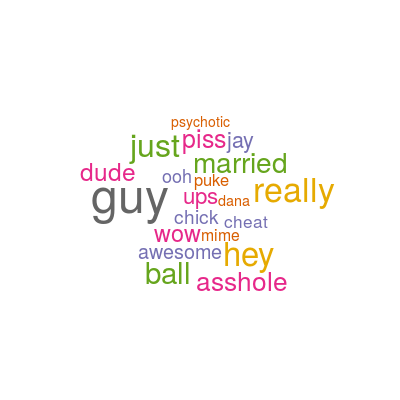 psychotic
just piss jay
married
dude ooh puke really
guy ups dana
chick cheat
wow mime
awesome hey
ball asshole